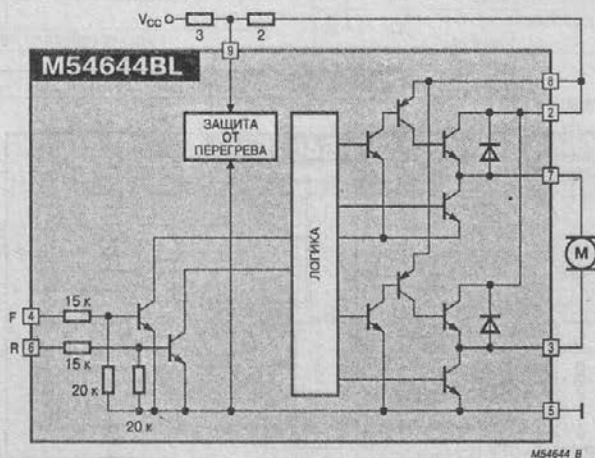 Vcc
3
2
9
M54644BL
8
ЗАЩИТА
ОТ
ПЕРЕГРЕВА
2
7
ЛОГИКА
M
F
4
15 к
R
6
15 к
3
20 к
20 к
5
M54644_B